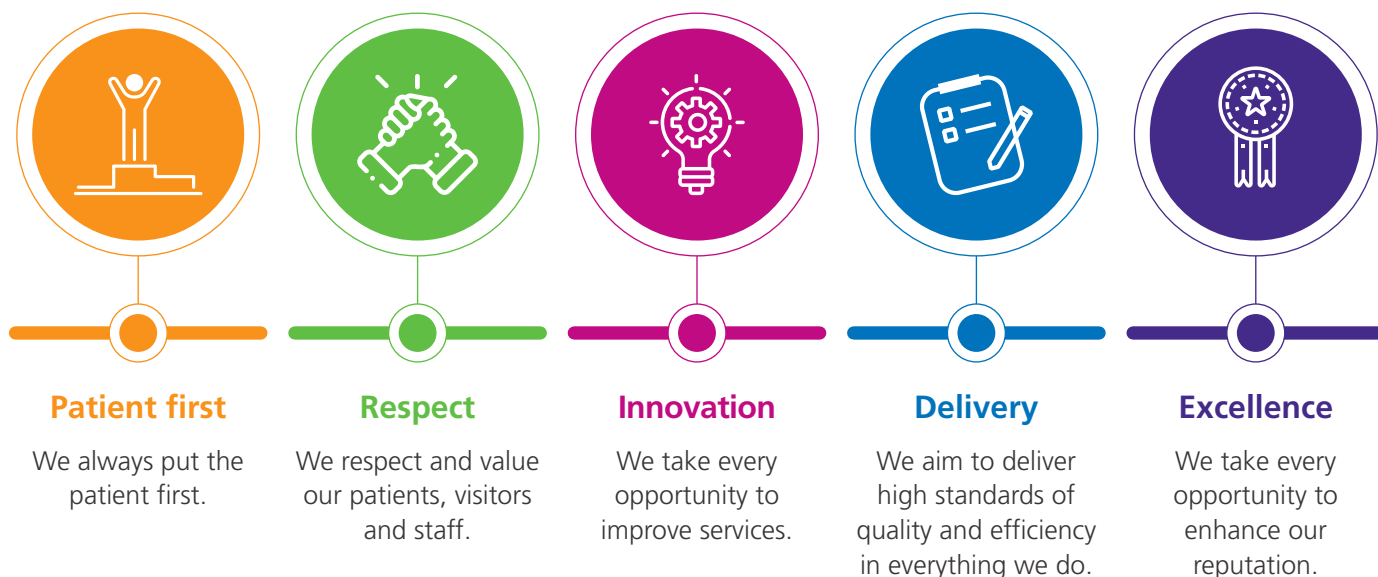 Patient first
We always put the
patient first.
Respect
We respect and value
our patients, visitors
and staff.
Innovation
We take every
opportunity to
improve services.
Delivery
We aim to deliver
high standards of
quality and efficiency
in everything we do.
Excellence
We take every
opportunity to
enhance our
reputation.